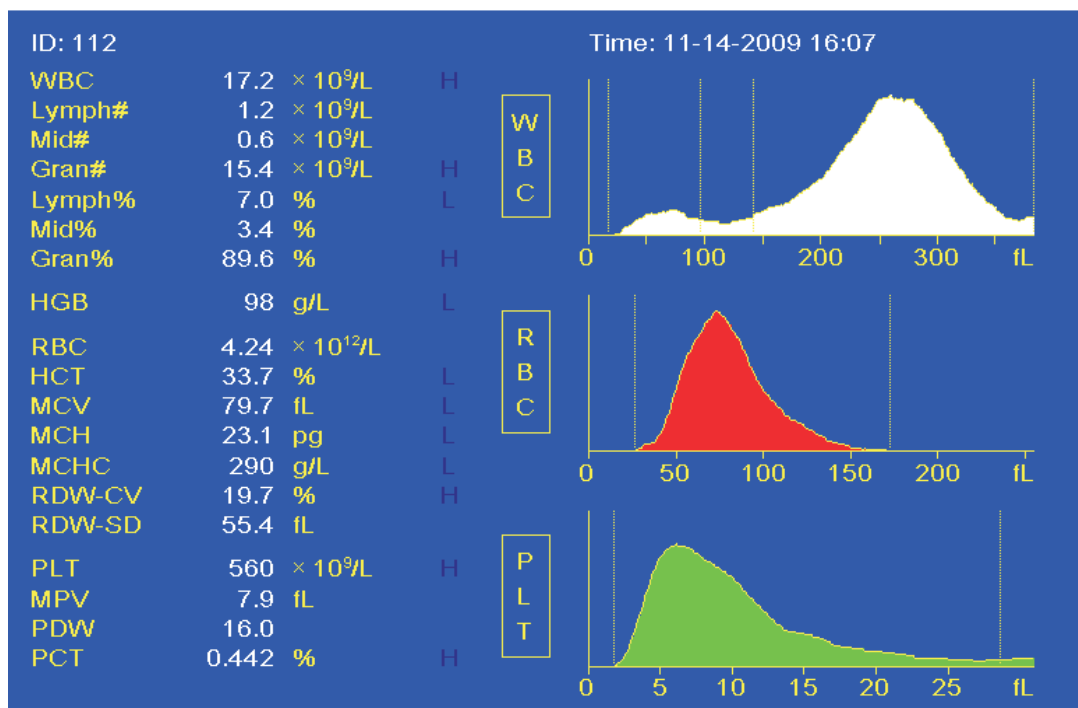 ID: 112
Time: 11-14-2009 16:07
WBC 17.2 × 10⁹/L H
Lymph# 1.2 × 10⁹/L
Mid# 0.6 × 10⁹/L
Gran# 15.4 × 10⁹/L H
Lymph% 7.0 % L
Mid% 3.4 %
Gran% 89.6 % H
HGB 98 g/L L
RBC 4.24 × 10¹²/L
HCT 33.7 % L
MCV 79.7 fL L
MCH 23.1 pg L
MCHC 290 g/L L
RDW-CV 19.7 % H
RDW-SD 55.4 fL
PLT 560 × 10⁹/L H
MPV 7.9 fL
PDW 16.0
PCT 0.442 % H
WBC
0 100 200 300 fL
RBC
0 50 100 150 200 fL
PLT
0 5 10 15 20 25 fL